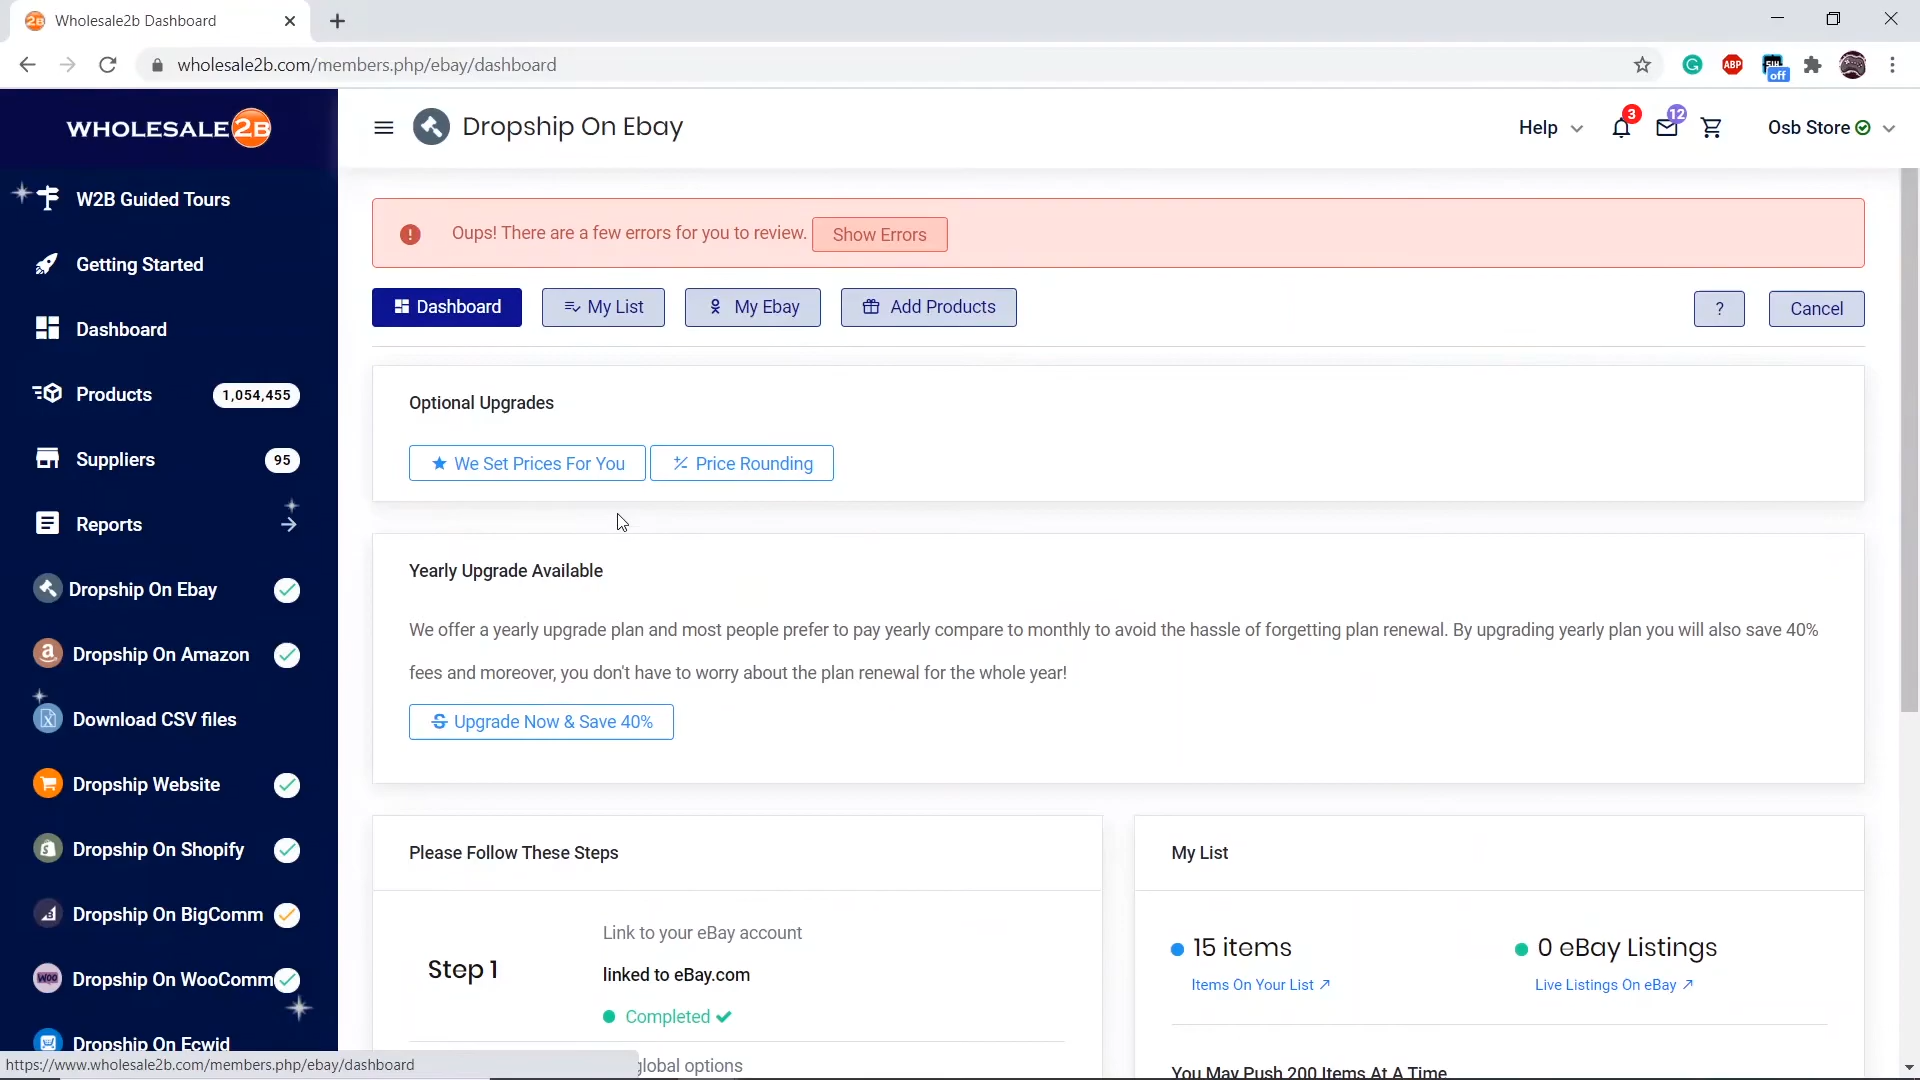 Wholesale2b Dashboard
wholesale2b.com/members.php/ebay/dashboard
ABP
off
WHOLESALE2B
Dropship On Ebay
Help
3
12
Osb Store
W2B Guided Tours
Getting Started
Dashboard
Products 1,054,455
Suppliers 95
Reports
Dropship On Ebay
Dropship On Amazon
Download CSV files
Dropship Website
Dropship On Shopify
Dropship On BigComm
Dropship On WooComm
Dropship On Ecwid
Oups! There are a few errors for you to review. Show Errors
Dashboard My List My Ebay Add Products ? Cancel
Optional Upgrades
We Set Prices For You Price Rounding
Yearly Upgrade Available
We offer a yearly upgrade plan and most people prefer to pay yearly compare to monthly to avoid the hassle of forgetting plan renewal. By upgrading yearly plan you will also save 40%
fees and moreover, you don't have to worry about the plan renewal for the whole year!
Upgrade Now & Save 40%
Please Follow These Steps
Step 1
Link to your eBay account
linked to eBay.com
Completed
global options
My List
15 items
Items On Your List
0 eBay Listings
Live Listings On eBay
You May Push 200 Items At A Time
https://www.wholesale2b.com/members.php/ebay/dashboard